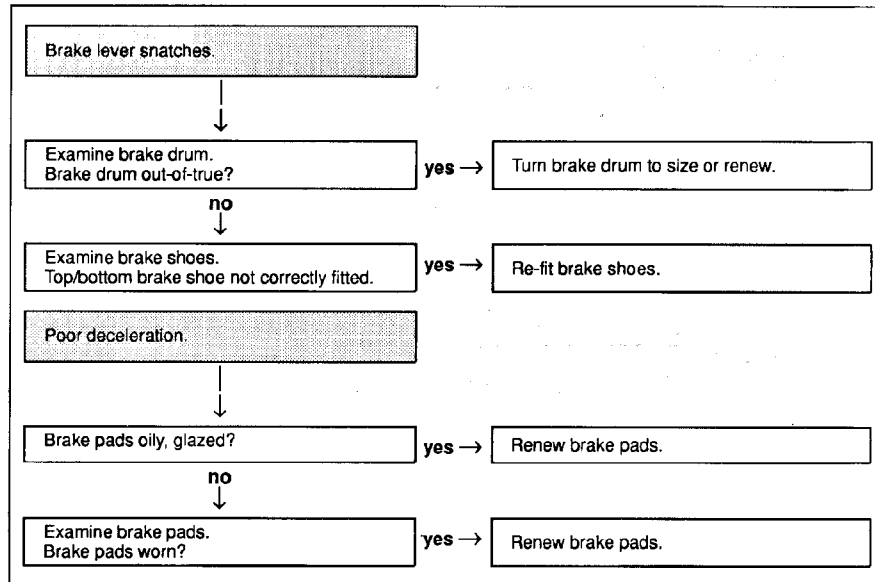 Brake lever snatches.
Examine brake drum.
Brake drum out-of-true?
yes →
Turn brake drum to size or renew.
no
Examine brake shoes.
Top/bottom brake shoe not correctly fitted.
yes →
Re-fit brake shoes.
Poor deceleration.
Brake pads oily, glazed?
yes →
Renew brake pads.
no
Examine brake pads.
Brake pads worn?
yes →
Renew brake pads.